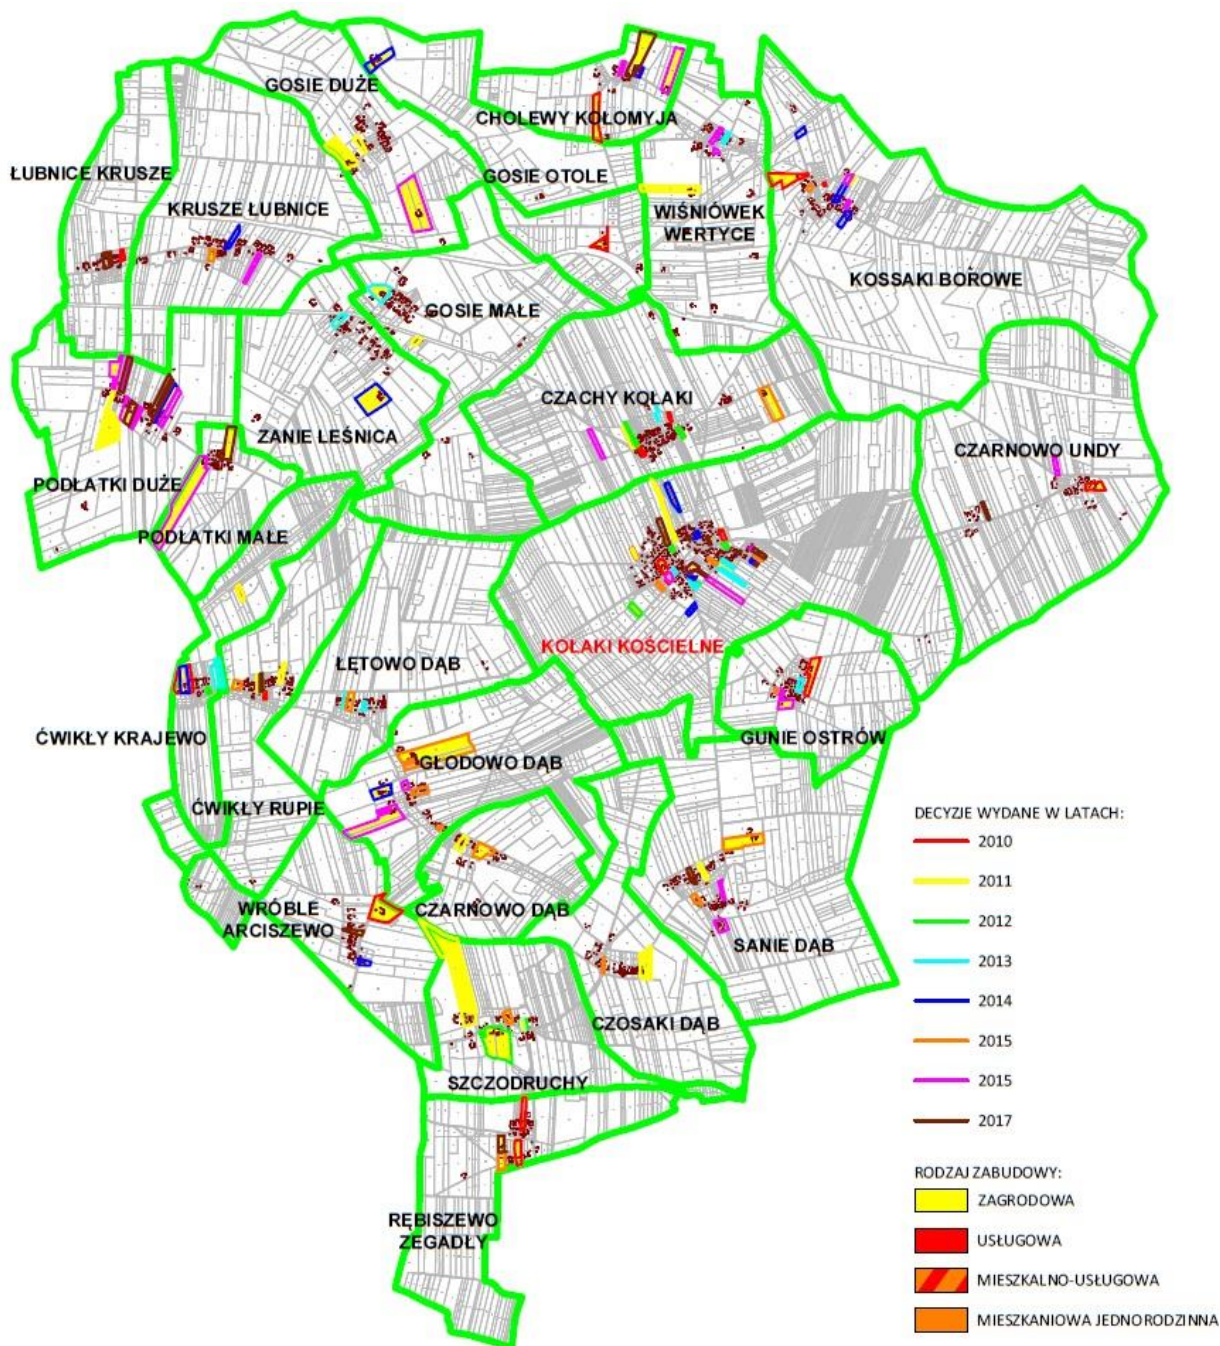 GOSIE DUŻE
CHOLEWY KOŁOMYJA
ŁUBNICE KRUSZE
GOSIE OTOLE
KRUSZE ŁUBNICE
WIŚNIÓWEK
WERTYCE
KOSSAKI BOROWE
GOSIE MAŁE
CZACHY KOŁAKI
ZANIE LEŚNICA
CZARNOWO UNDY
PODŁATKI DUŻE
PODŁATKI MAŁE
KOŁAKI KOŚCIELNE
ŁĘTOWO DĄB
ĆWIKŁY KRAJEWO
GUNIE OSTRÓW
GŁODOWO DĄB
ĆWIKŁY RUPIE
DECYZJE WYDANE W LATACH:
2010
2011
2012
2013
2014
2015
2015
2017
WRÓBLE
ARCISZEWO
CZARNOWO DĄB
SANIE DĄB
CZOSAKI DĄB
SZCZODRUCHY
RĘBISZEWO
ZEGADŁY
RODZAJ ZABUDOWY:
ZAGRODOWA
USŁUGOWA
MIESZKALNO-USŁUGOWA
MIESZKANIOWA JEDNORODZINNA